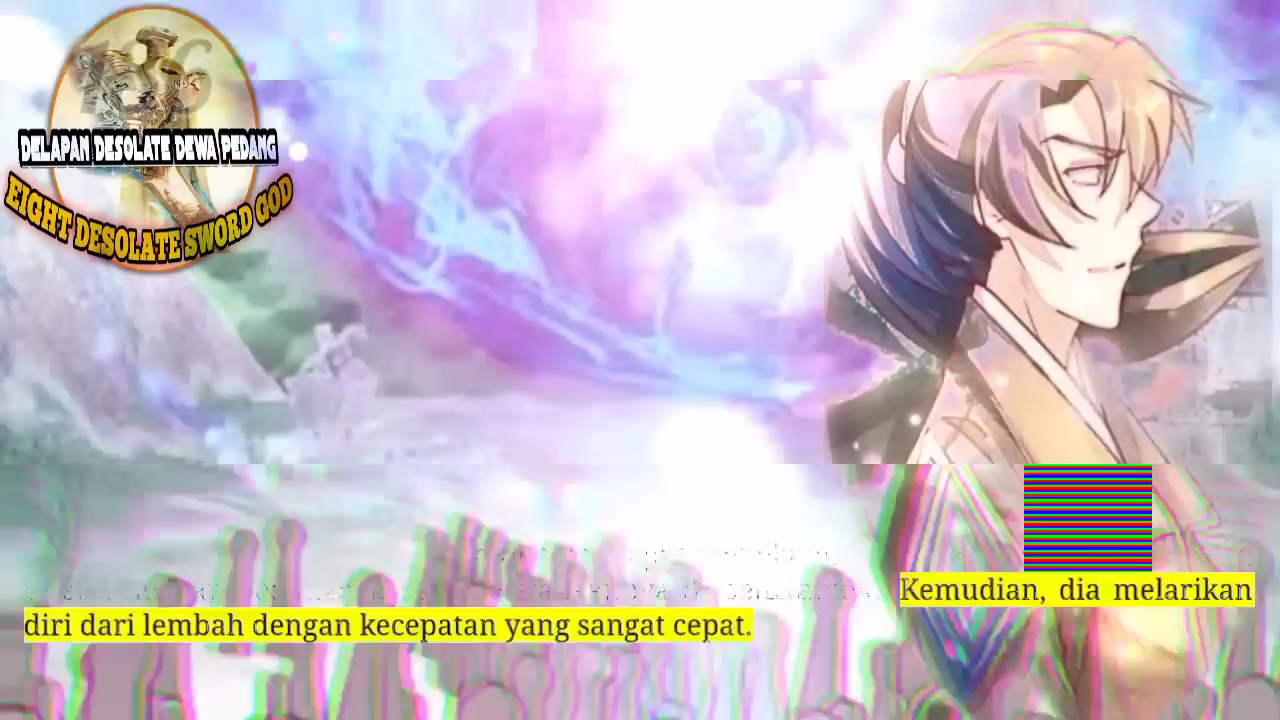 DELAPAN DESOLATE DEWA PEDANG
EIGHT DESOLATE SWORD GOD
Kemudian, dia melarikan
diri dari lembah dengan kecepatan yang sangat cepat.